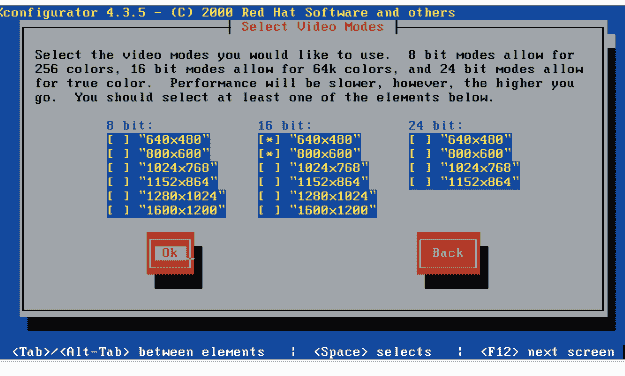 Xconfigurator 4.3.5 - (C) 2000 Red Hat Software and others
Select Video Modes
Select the video modes you would like to use.  8 bit modes allow for
256 colors, 16 bit modes allow for 64k colors, and 24 bit modes allow
for true color.  Performance will be slower, however, the higher you
go.  You should select at least one of the elements below.
8 bit: 16 bit: 24 bit:
[ ] "640x480" [*] "640x480" [ ] "640x480"
[ ] "800x600" [*] "800x600" [ ] "800x600"
[ ] "1024x768" [ ] "1024x768" [ ] "1024x768"
[ ] "1152x864" [ ] "1152x864" [ ] "1152x864"
[ ] "1280x1024" [ ] "1280x1024"
[ ] "1600x1200" [ ] "1600x1200"
Ok Back
<Tab>/<Alt-Tab> between elements | <Space> selects | <F12> next screen